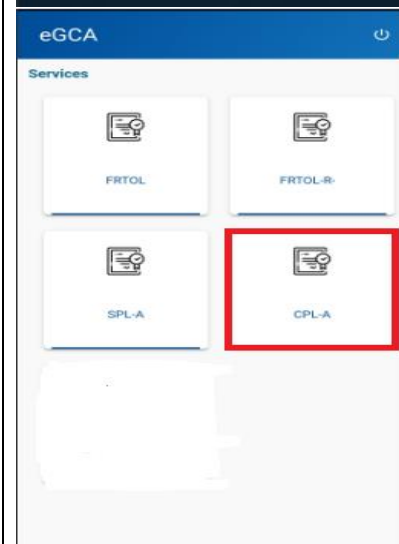 eGCA
Services
FRTOL
FRTOL-R-
SPL-A
CPL-A